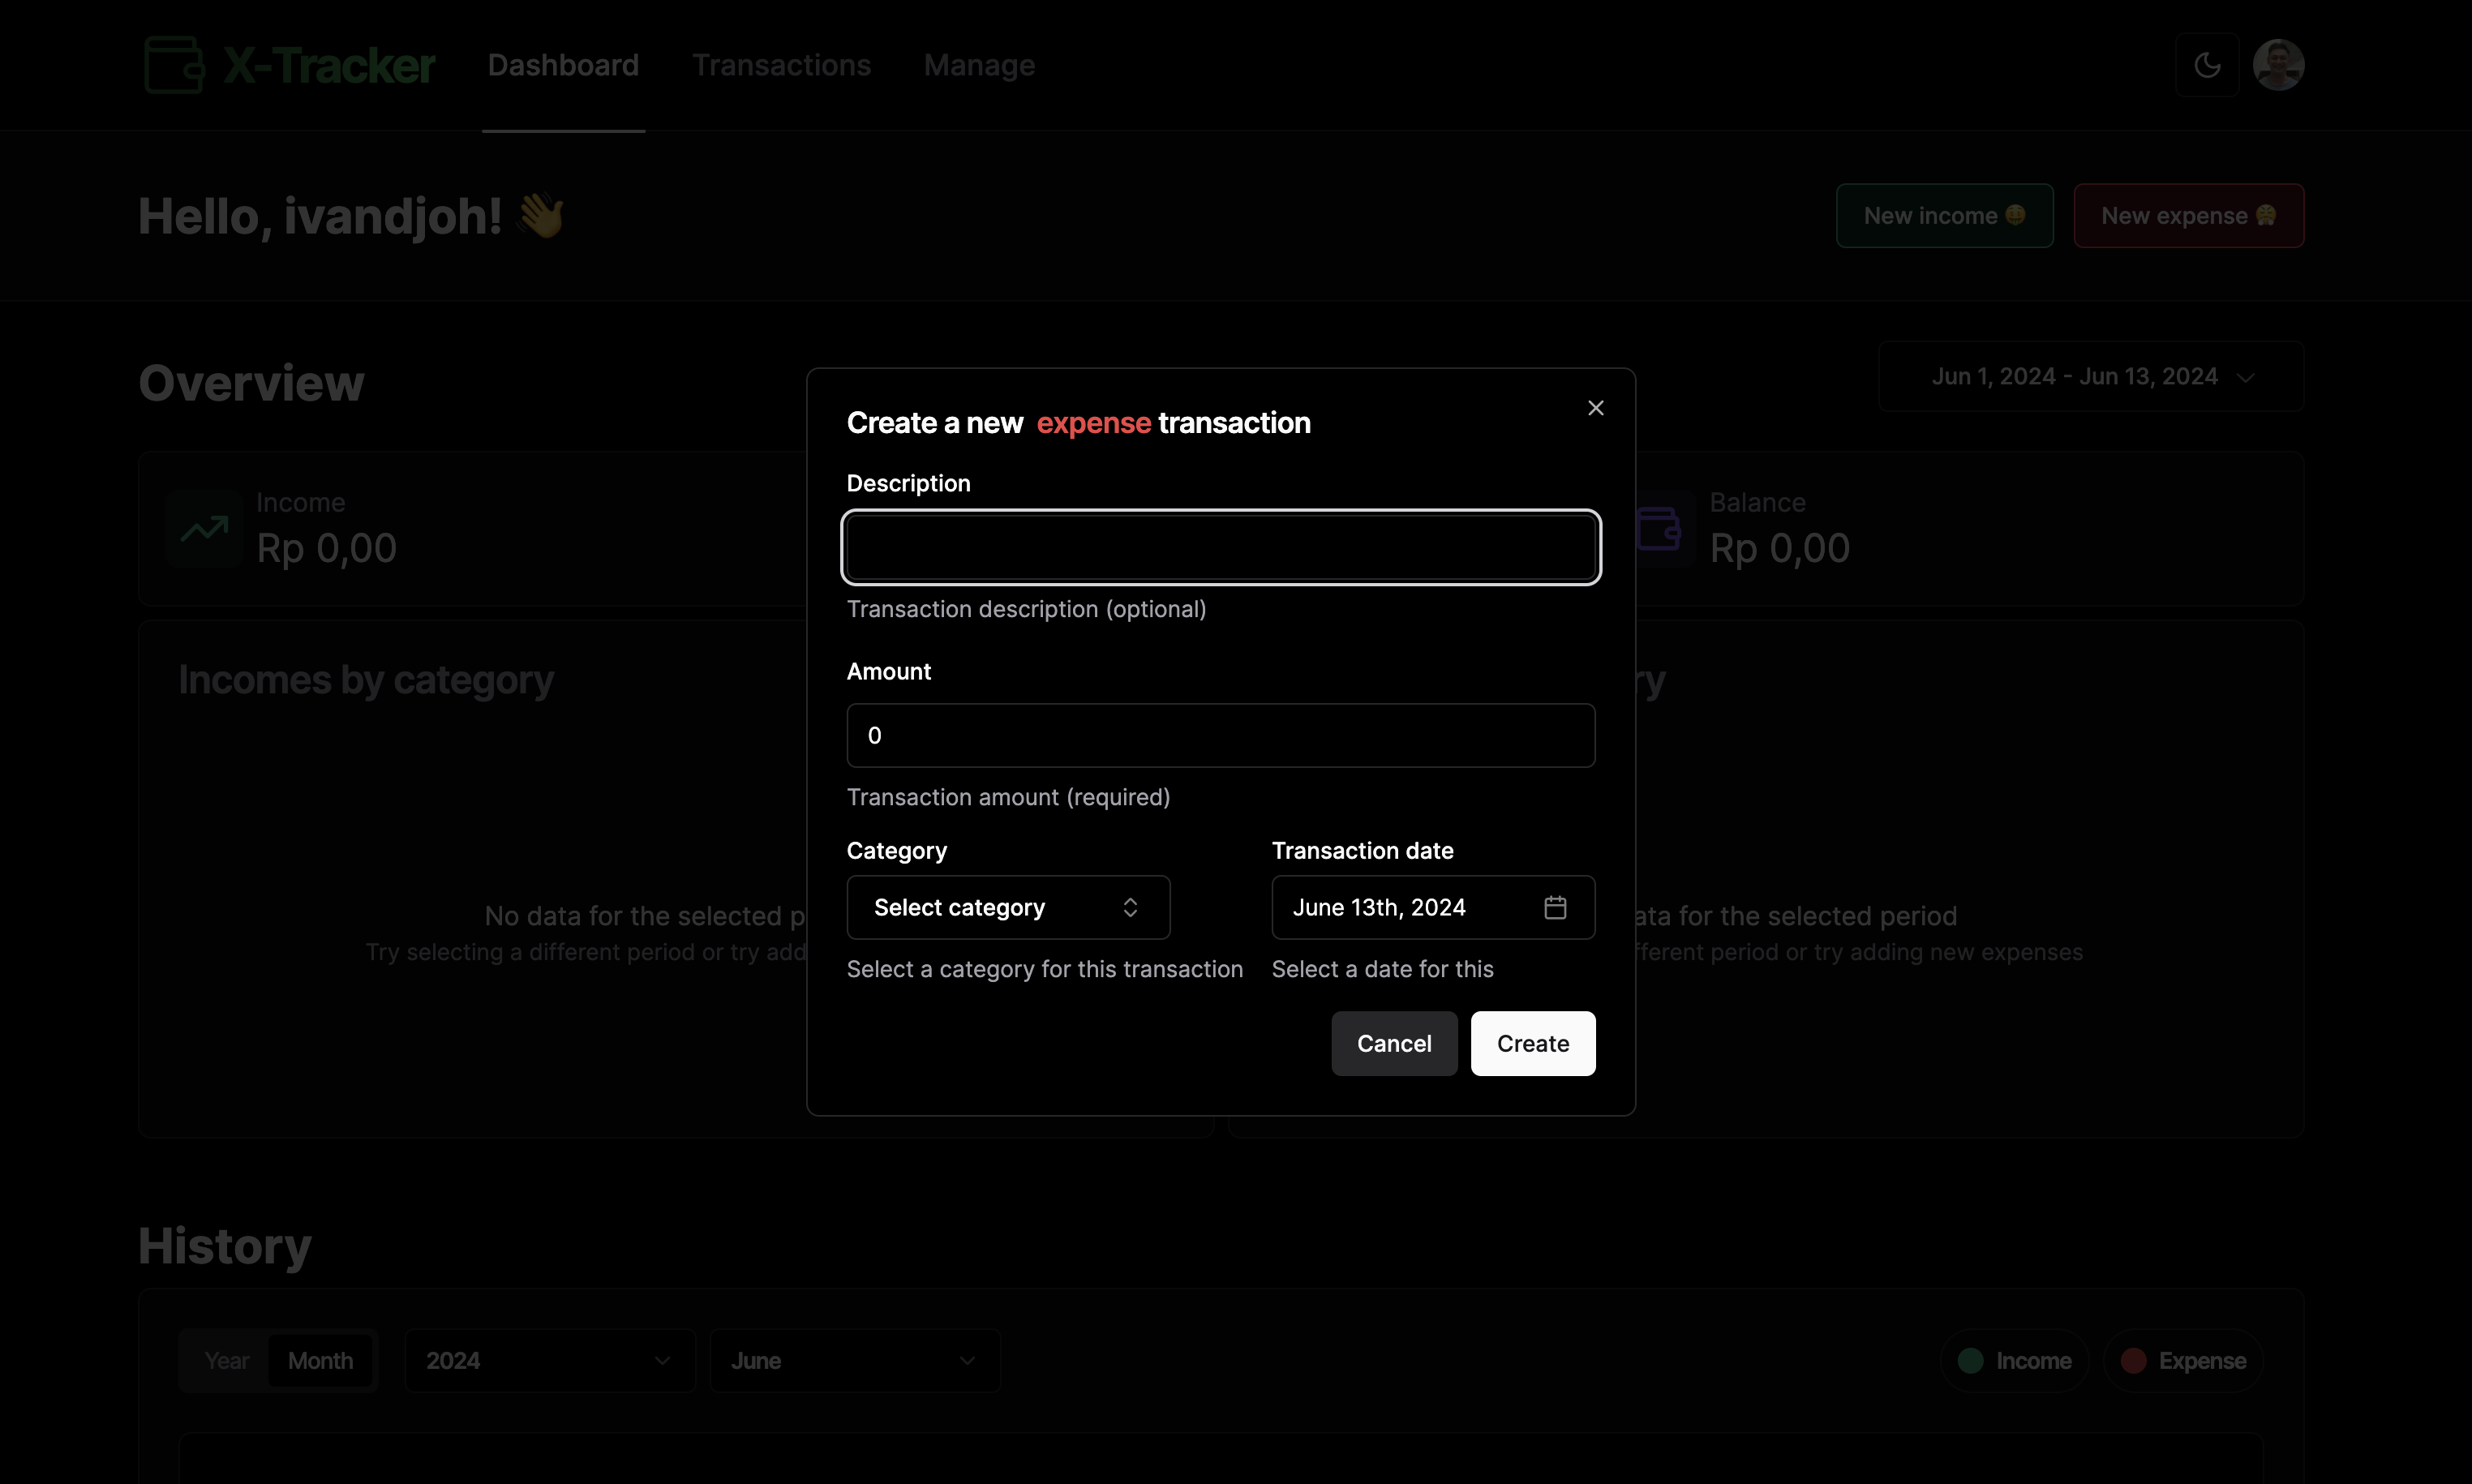 X-Tracker
Dashboard
Transactions
Manage
Hello, ivandjoh! 👋
New income 🤑
New expense 😤
Overview
Jun 1, 2024 - Jun 13, 2024
Income
Rp 0,00
Balance
Rp 0,00
Incomes by category
ry
No data for the selected p
Try selecting a different period or try add
ata for the selected period
fferent period or try adding new expenses
Create a new expense transaction
Description
Transaction description (optional)
Amount
0
Transaction amount (required)
Category
Transaction date
Select category
June 13th, 2024
Select a category for this transaction
Select a date for this
Cancel
Create
History
Year
Month
2024
June
Income
Expense